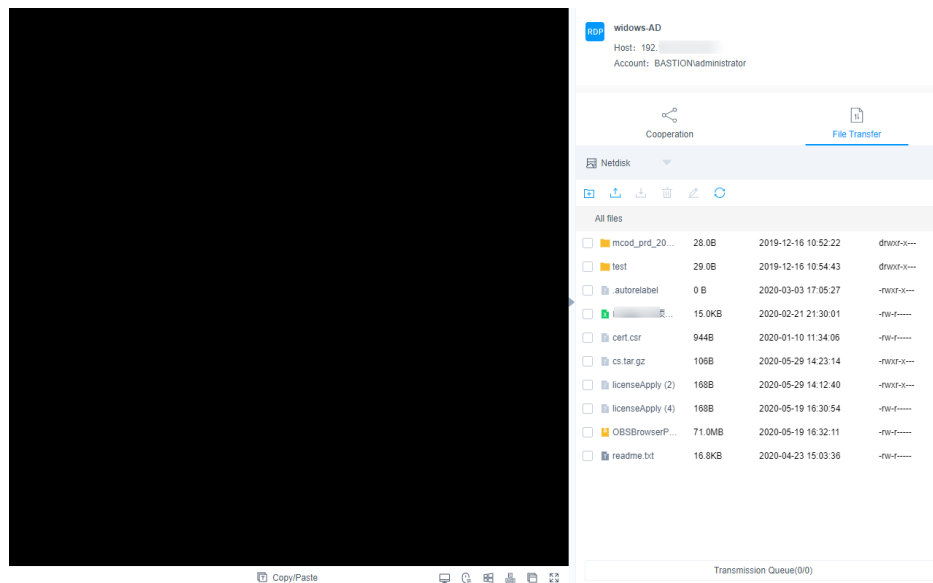 RDP
widows-AD
Host: 192.
Account: BASTION\administrator
Cooperation
File Transfer
Netdisk
All files
mcod_prd_20... 28.0B 2019-12-16 10:52:22 drwxr-x---
test 29.0B 2019-12-16 10:54:43 drwxr-x---
.autorelabel 0 B 2020-03-03 17:05:27 -rwxr-x---
... 15.0KB 2020-02-21 21:30:01 -rw-r-----
cert.csr 944B 2020-01-10 11:34:06 -rw-r-----
cs.tar.gz 106B 2020-05-29 14:23:14 -rwxr-x---
licenseApply (2) 168B 2020-05-29 14:12:40 -rwxr-x---
licenseApply (4) 168B 2020-05-19 16:30:54 -rw-r-----
OBSBrowserP... 71.0MB 2020-05-19 16:32:11 -rw-r-----
readme.txt 16.8KB 2020-04-23 15:03:36 -rw-r-----
Transmission Queue(0/0)
Copy/Paste